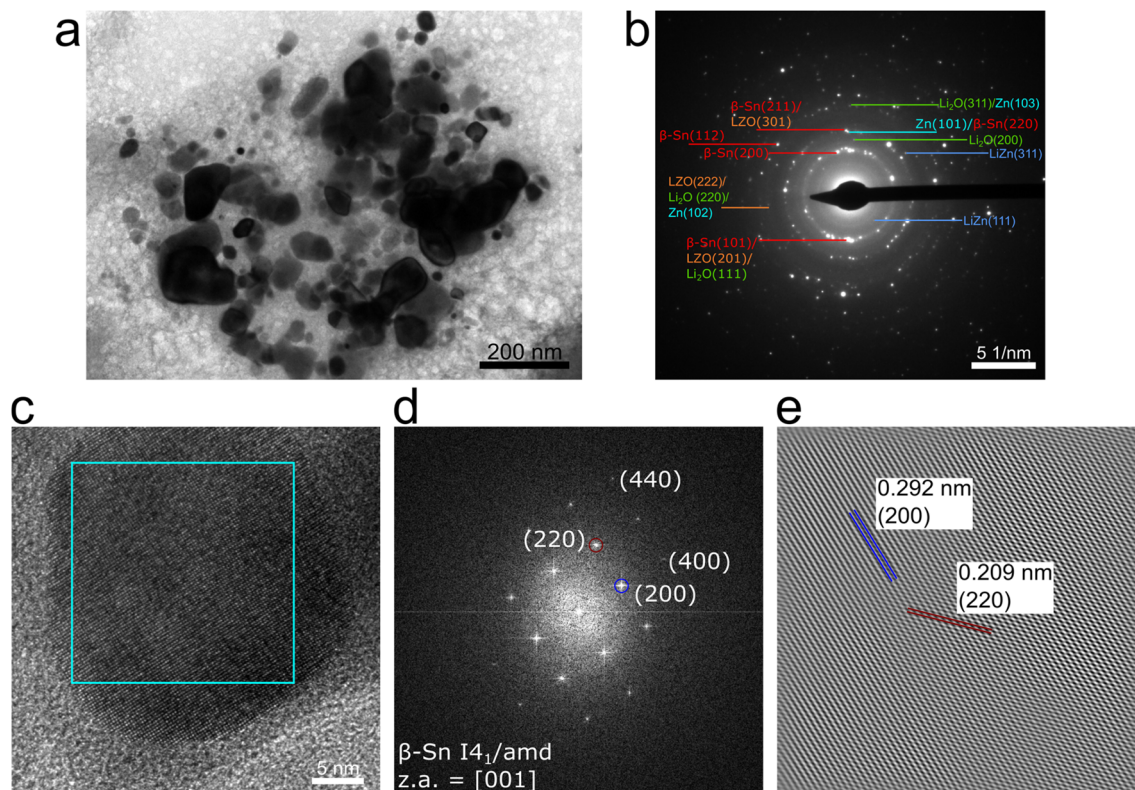 a
200 nm
b
Li₂O(311)/Zn(103)
β-Sn(211)/
LZO(301)
Zn(101)/β-Sn(220)
β-Sn(112)
Li₂O(200)
β-Sn(200)
LiZn(311)
LZO(222)/
Li₂O (220)/
Zn(102)
LiZn(111)
β-Sn(101)/
LZO(201)/
Li₂O(111)
5 1/nm
c
5 nm
d
(440)
(220)
(400)
(200)
β-Sn I4₁/amd
z.a. = [001]
e
0.292 nm
(200)
0.209 nm
(220)